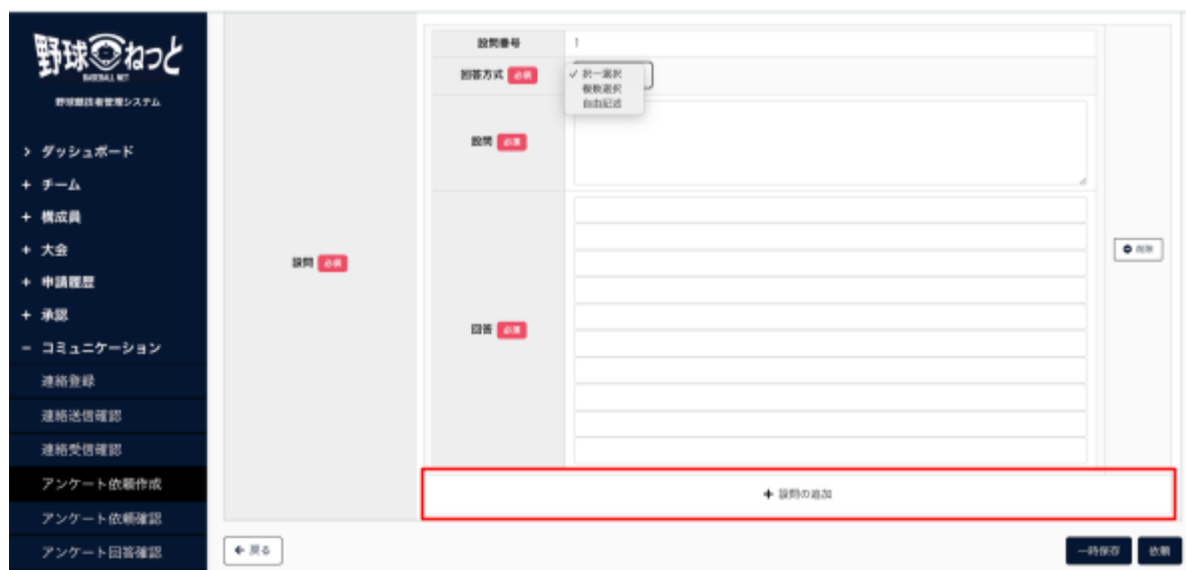 野球ねっと
BASEBALL NET
野球競技者管理システム
> ダッシュボード
+ チーム
+ 構成員
+ 大会
+ 申請履歴
+ 承認
- コミュニケーション
連絡登録
連絡送信確認
連絡受信確認
アンケート依頼作成
アンケート依頼確認
アンケート回答確認
設問 必須
設問番号 1
回答方式 必須
✓ 択一選択
複数選択
自由記述
設問 必須
回答 必須
削除
+ 設問の追加
戻る
一時保存
依頼